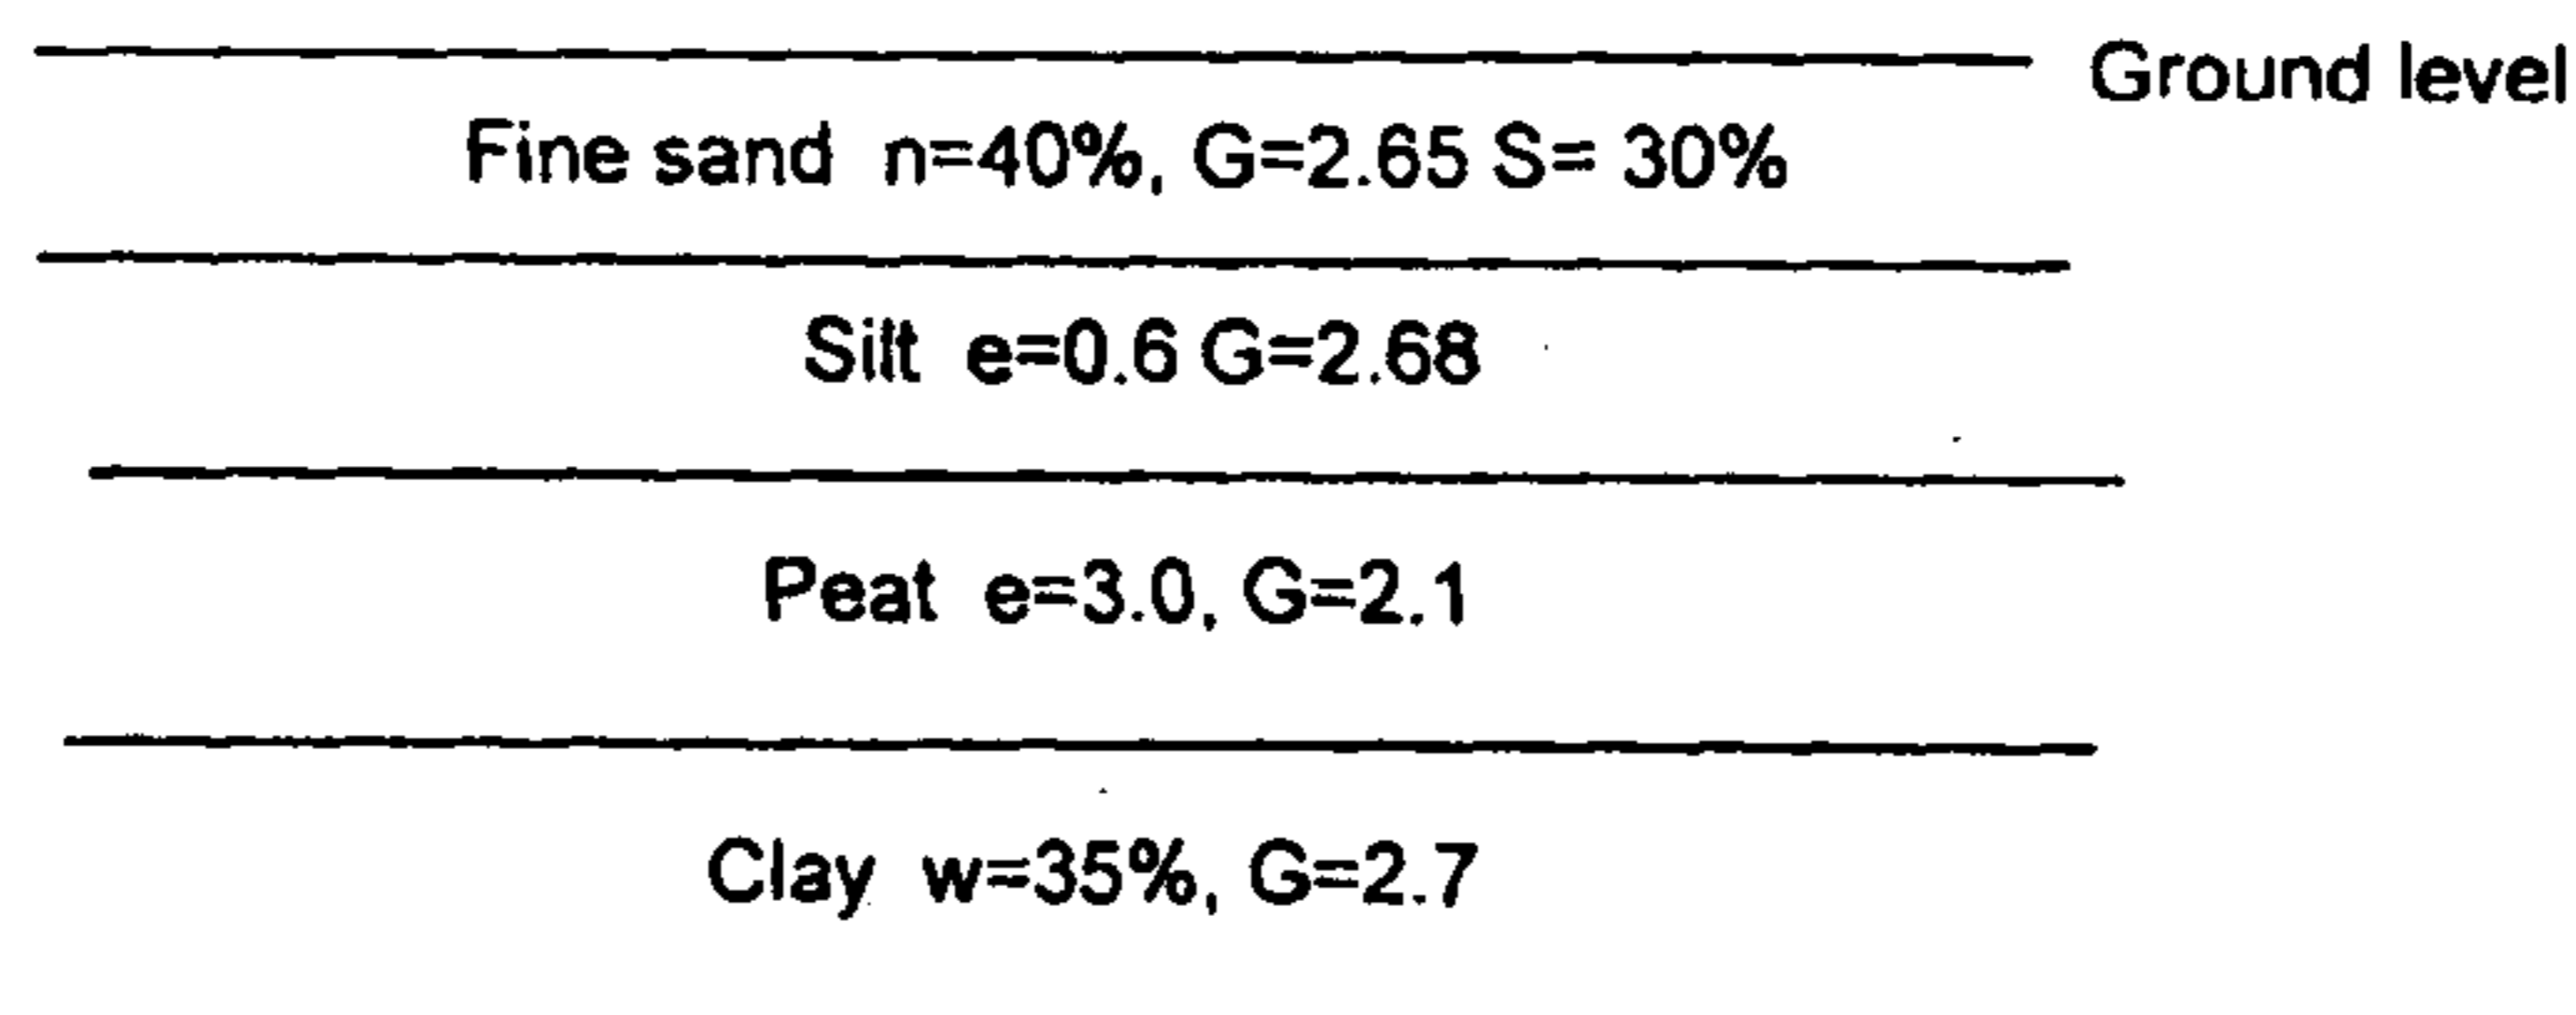 Ground level
Fine sand n=40%, G=2.65 S= 30%
Silt e=0.6 G=2.68
Peat e=3.0, G=2.1
Clay w=35%, G=2.7